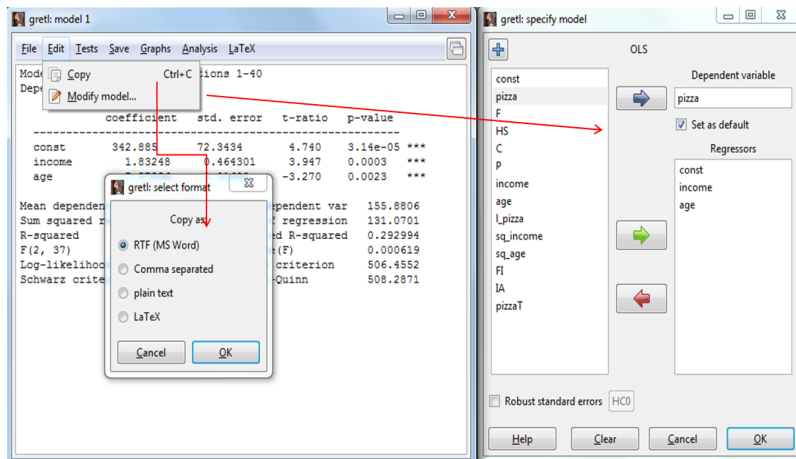 gretl: model 1
File Edit Tests Save Graphs Analysis LaTeX
Copy Ctrl+C
Modify model...
1-40
coefficient std. error t-ratio p-value
const 342.885 72.3434 4.740 3.14e-05 ***
income 1.83248 0.464301 3.947 0.0003 ***
age -3.270 0.0023 ***
Mean dependen pendent var 155.8806
Sum squared r regression 131.0701
R-squared d R-squared 0.292994
F(2, 37) e(F) 0.000619
Log-likelihoo criterion 506.4552
Schwarz crite -Quinn 508.2871
gretl: select format
Copy as:
RTF (MS Word)
Comma separated
plain text
LaTeX
Cancel OK
gretl: specify model
OLS
const
pizza
F
HS
C
P
income
age
l_pizza
sq_income
sq_age
FI
IA
pizzaT
Dependent variable
pizza
Set as default
Regressors
const
income
age
Robust standard errors HC0
Help Clear Cancel OK